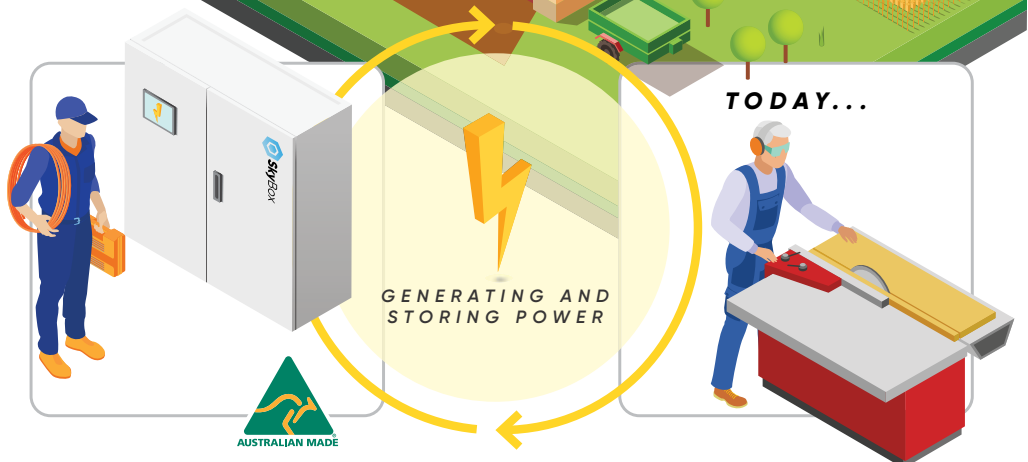 TODAY...
SkyBox
GENERATING AND
STORING POWER
AUSTRALIAN MADE